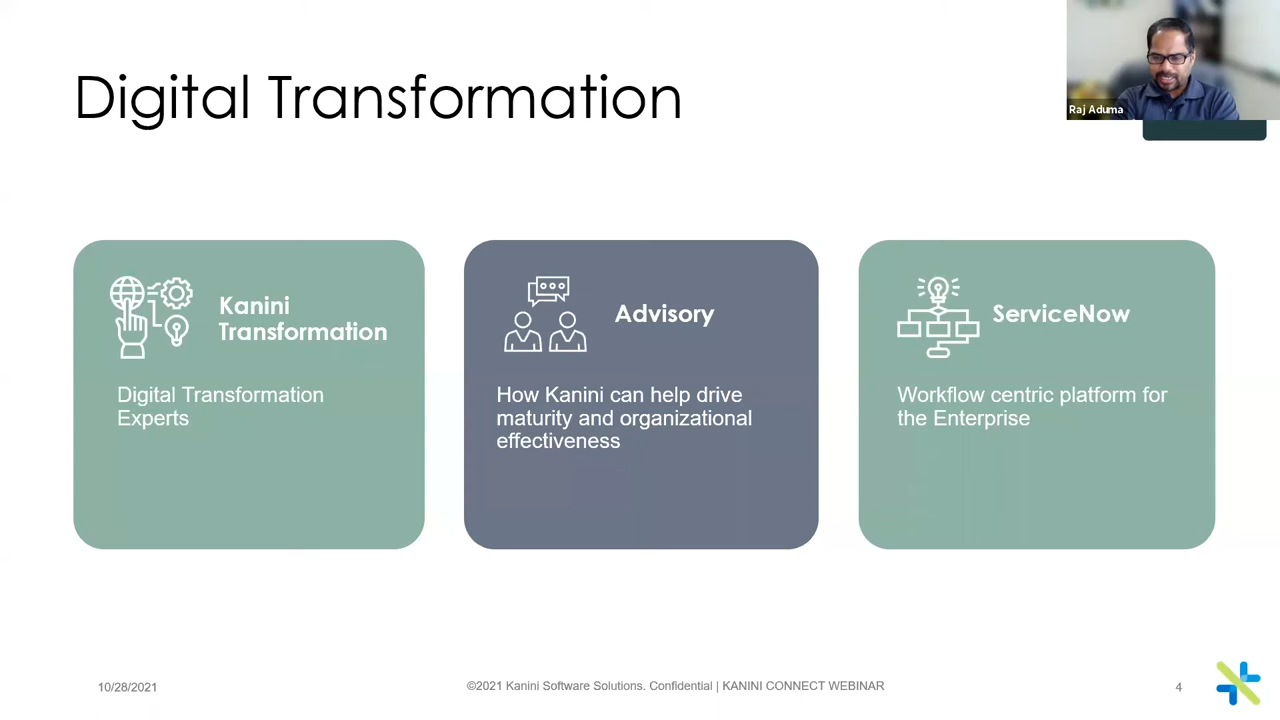 Digital Transformation
Raj Aduma
Kanini
Transformation
Digital Transformation
Experts
Advisory
How Kanini can help drive
maturity and organizational
effectiveness
ServiceNow
Workflow centric platform for
the Enterprise
10/28/2021
©2021 Kanini Software Solutions. Confidential | KANINI CONNECT WEBINAR
4